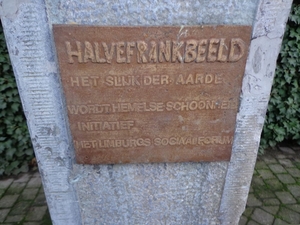 HALVEFRANKBEELD
HET SLIJK DER AARDE
WORDT HEMELSE SCHOONHEID
INITIATIEF
HET LIMBURGS SOCIAAL FORUM